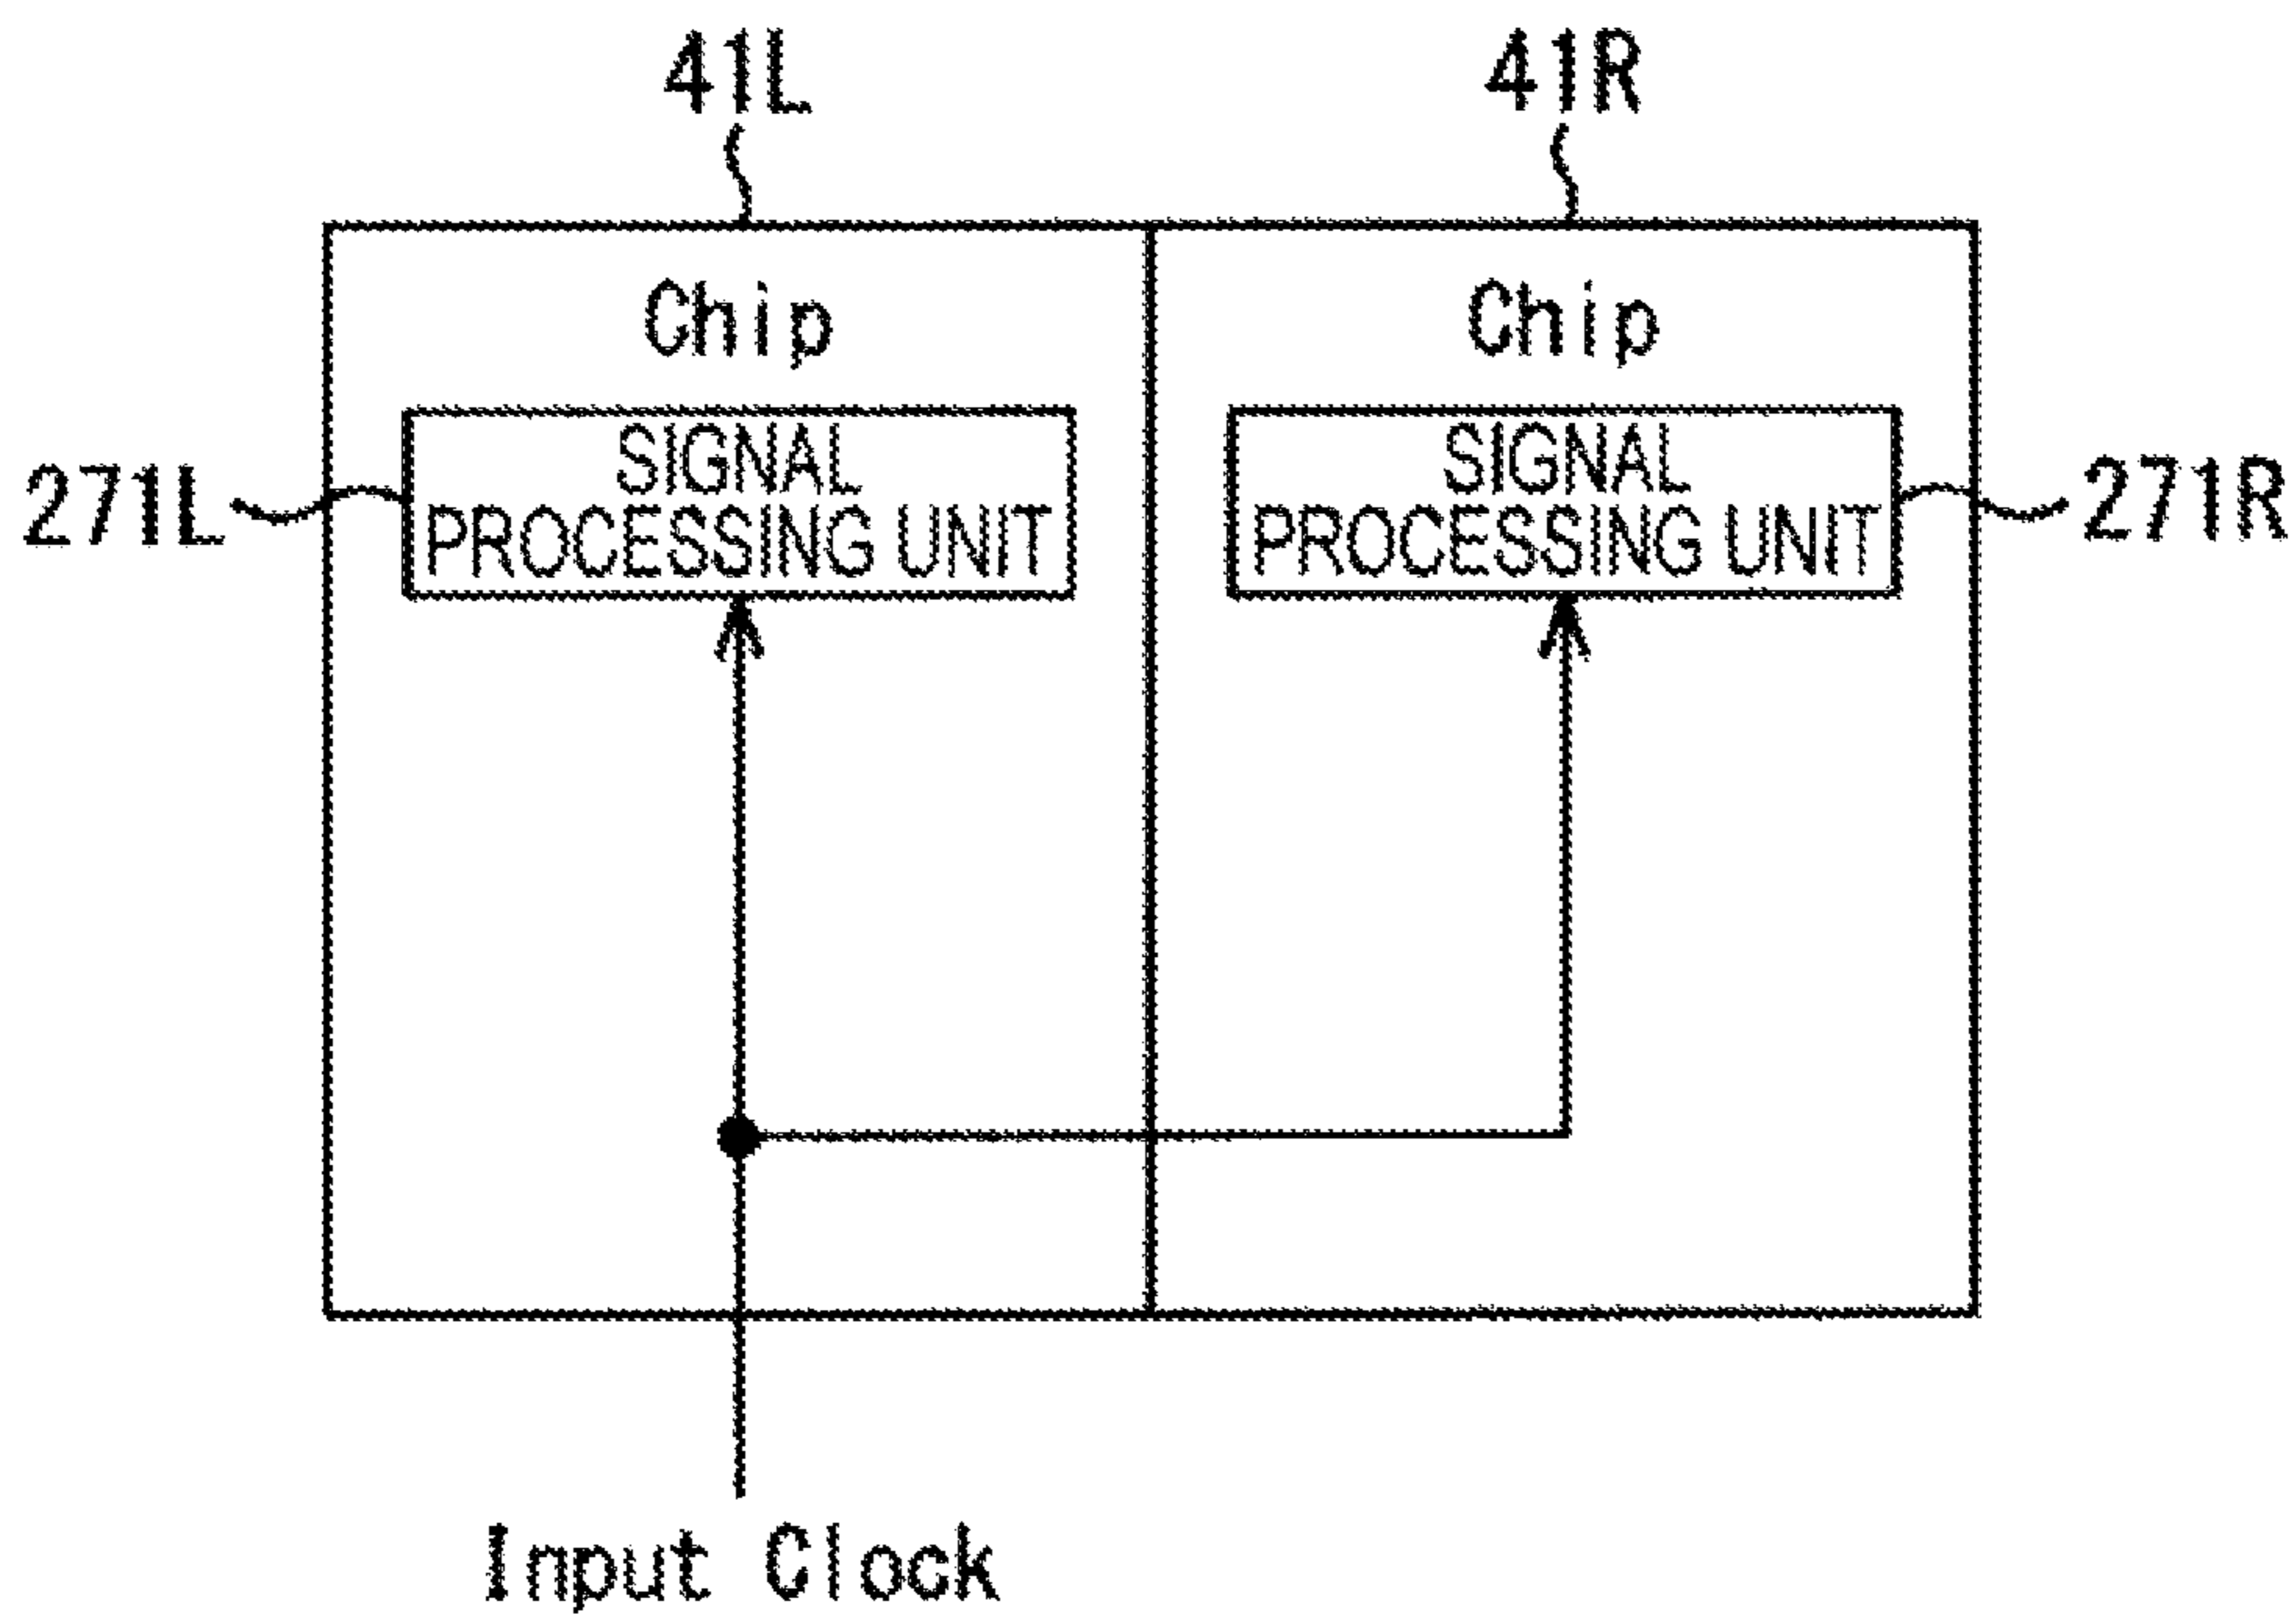 41L 41R
Chip Chip
271L SIGNAL PROCESSING UNIT SIGNAL PROCESSING UNIT 271R
Input Clock